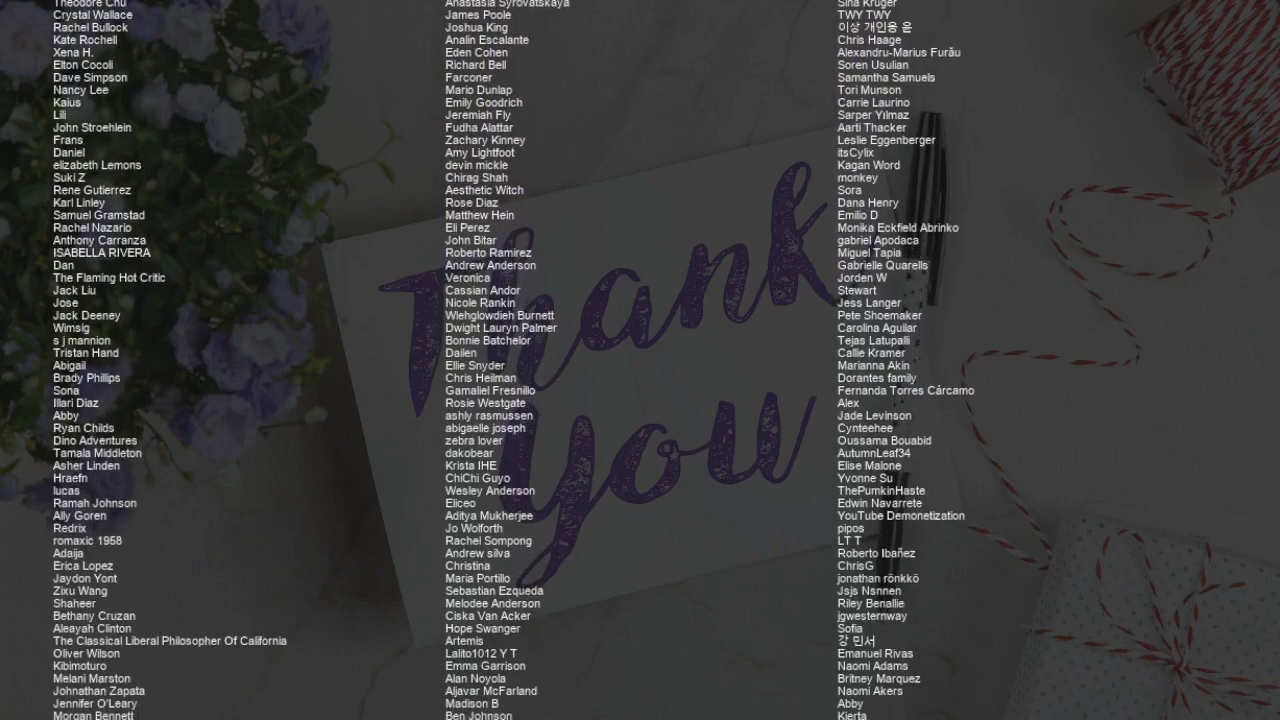 Theodore Chu
Crystal Wallace
Rachel Bullock
Kate Rochell
Xena H.
Elton Cocoli
Dave Simpson
Nancy Lee
Kaius
Lili
John Stroehlein
Frans
Daniel
elizabeth Lemons
Suki Z
Rene Gutierrez
Karl Linley
Samuel Gramstad
Rachel Nazario
Anthony Carranza
ISABELLA RIVERA
Dan
The Flaming Hot Critic
Jack Liu
Jose
Jack Deeney
Wimsig
s j mannion
Tristan Hand
Abigail
Brady Phillips
Sona
Illari Diaz
Abby
Ryan Childs
Dino Adventures
Tamala Middleton
Asher Linden
Hraefn
lucas
Ramah Johnson
Ally Goren
Redrix
romaxic 1958
Adaija
Erica Lopez
Jaydon Yont
Zixu Wang
Shaheer
Bethany Cruzan
Aleayah Clinton
The Classical Liberal Philosopher Of California
Oliver Wilson
Kibimoturo
Melani Marston
Johnathan Zapata
Jennifer O'Leary
Morgan Bennett
Anastasia Syrovatskaya
James Poole
Joshua King
Analin Escalante
Eden Cohen
Richard Bell
Farconer
Mario Dunlap
Emily Goodrich
Jeremiah Fly
Fudha Alattar
Zachary Kinney
Amy Lightfoot
devin mickle
Chirag Shah
Aesthetic Witch
Rose Diaz
Matthew Hein
Eli Perez
John Bitar
Roberto Ramirez
Andrew Anderson
Veronica
Cassian Andor
Nicole Rankin
Wlehglowdieh Burnett
Dwight Lauryn Palmer
Bonnie Batchelor
Dailen
Ellie Snyder
Chris Heilman
Gamaliel Fresnillo
Rosie Westgate
ashly rasmussen
abigaelle joseph
zebra lover
dakobear
Krista IHE
ChiChi Guyo
Wesley Anderson
Eliceo
Aditya Mukherjee
Jo Wolforth
Rachel Sompong
Andrew silva
Christina
Maria Portillo
Sebastian Ezqueda
Melodee Anderson
Ciska Van Acker
Hope Swanger
Artemis
Lalito1012 Y T
Emma Garrison
Alan Noyola
Aljavar McFarland
Madison B
Ben Johnson
Sina Kruger
TWY TWY
이상 개인용
Chris Haage
Alexandru-Marius Furău
Soren Usulian
Samantha Samuels
Tori Munson
Carrie Laurino
Sarper Yılmaz
Aarti Thacker
Leslie Eggenberger
itsCylix
Kagan Word
monkey
Sora
Dana Henry
Emilio D
Monika Eckfield Abrinko
gabriel Apodaca
Miguel Tapia
Gabrielle Quarells
Jorden W
Stewart
Jess Langer
Pete Shoemaker
Carolina Aguilar
Tejas Latupalli
Callie Kramer
Marianna Akin
Dorantes family
Fernanda Torres Cárcamo
Alex
Jade Levinson
Cynteehee
Oussama Bouabid
AutumnLeaf34
Elise Malone
Yvonne Su
ThePumkinHaste
Edwin Navarrete
YouTube Demonetization
pipos
LT T
Roberto Ibañez
ChrisG
jonathan rönkkö
Jsjs Nsnnen
Riley Benallie
jgwesternway
Sofia
강 민서
Emanuel Rivas
Naomi Adams
Britney Marquez
Naomi Akers
Abby
Kierta
Thank
you